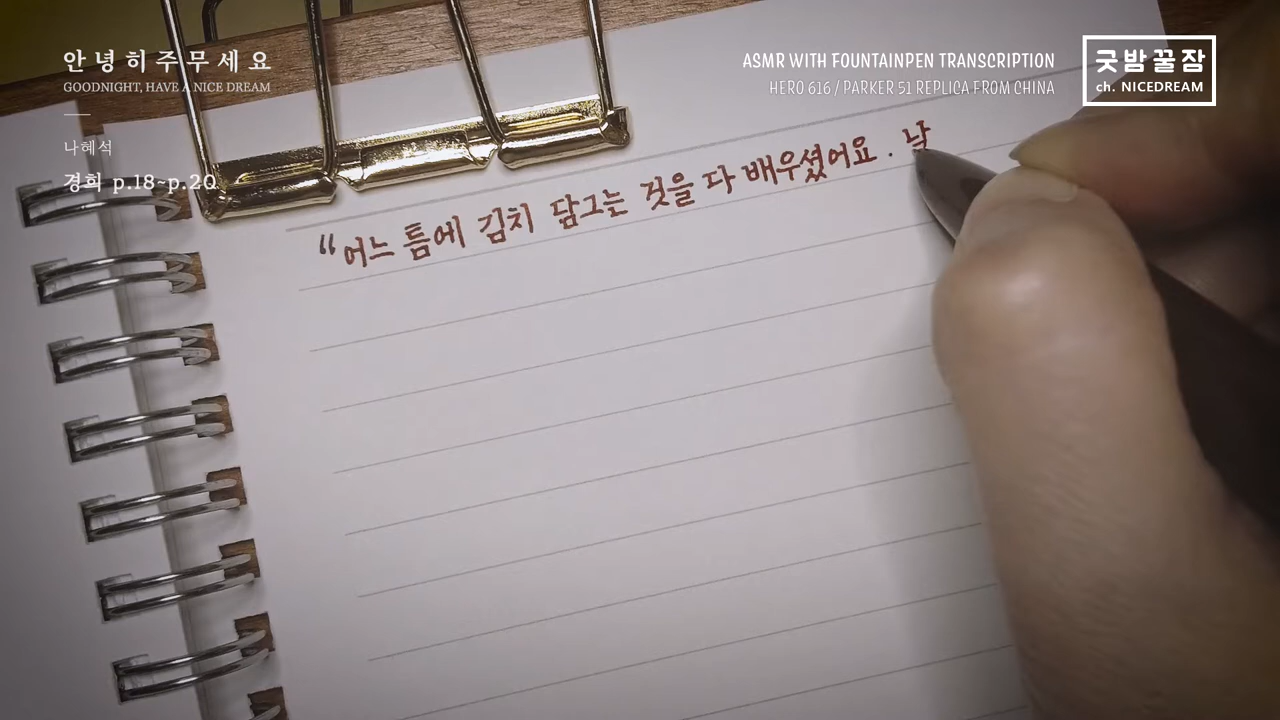 안녕히주무세요
GOODNIGHT, HAVE A NICE DREAM
나혜석
경희 p.18~p.20
ASMR WITH FOUNTAINPEN TRANSCRIPTION
HERO 616 / PARKER 51 REPLICA FROM CHINA
굿밤꿀잠
ch. NICEDREAM
“어느 틈에 김치 담그는 것을 다 배우셨어요. 날